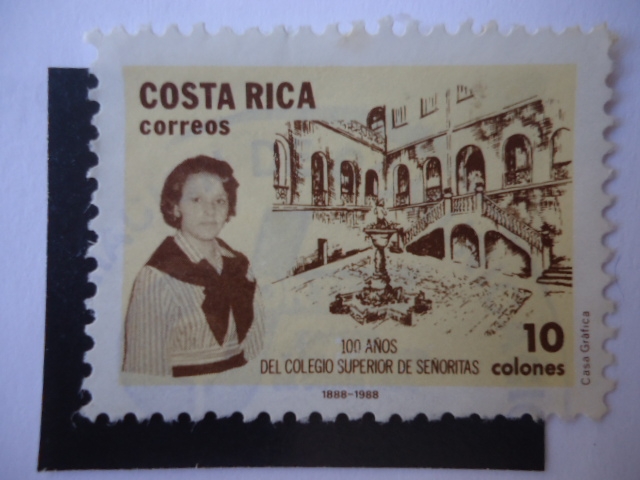 COSTA RICA
correos
100 AÑOS
DEL COLEGIO SUPERIOR DE SEÑORITAS
10
colones
Casa Gráfica
1888-1988